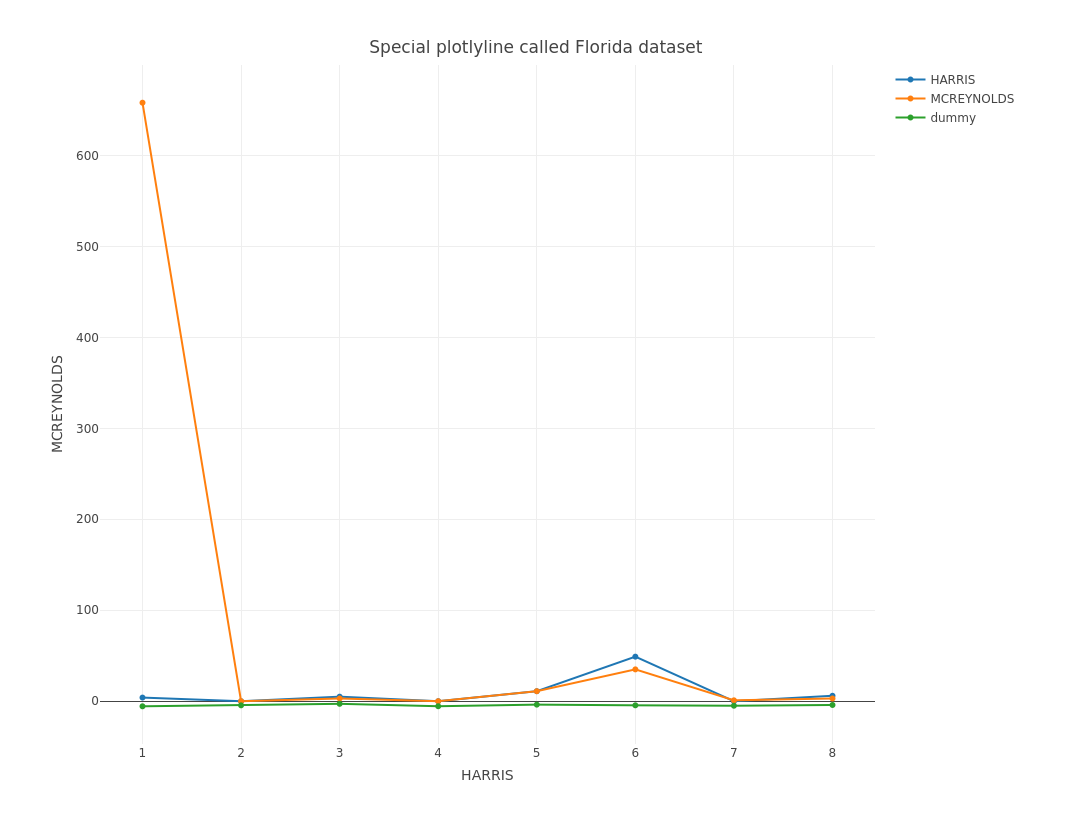 Special plotlyline called Florida dataset
HARRIS
MCREYNOLDS
dummy
600
500
400
300
200
100
0
MCREYNOLDS
1 2 3 4 5 6 7 8
HARRIS